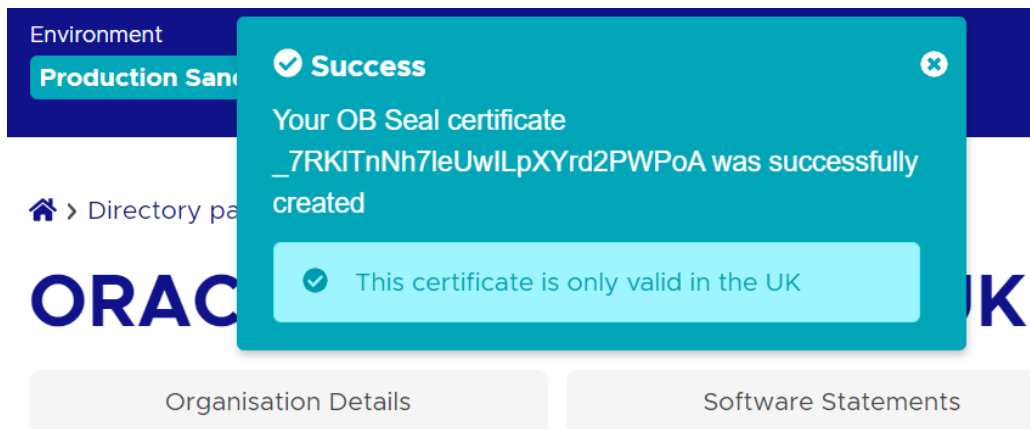 Environment
Production Sand
Success
Your OB Seal certificate
_7RKlTnNh7leUwILpXYrd2PWPoA was successfully
created
This certificate is only valid in the UK
> Directory pa
ORAC UK
Organisation Details
Software Statements